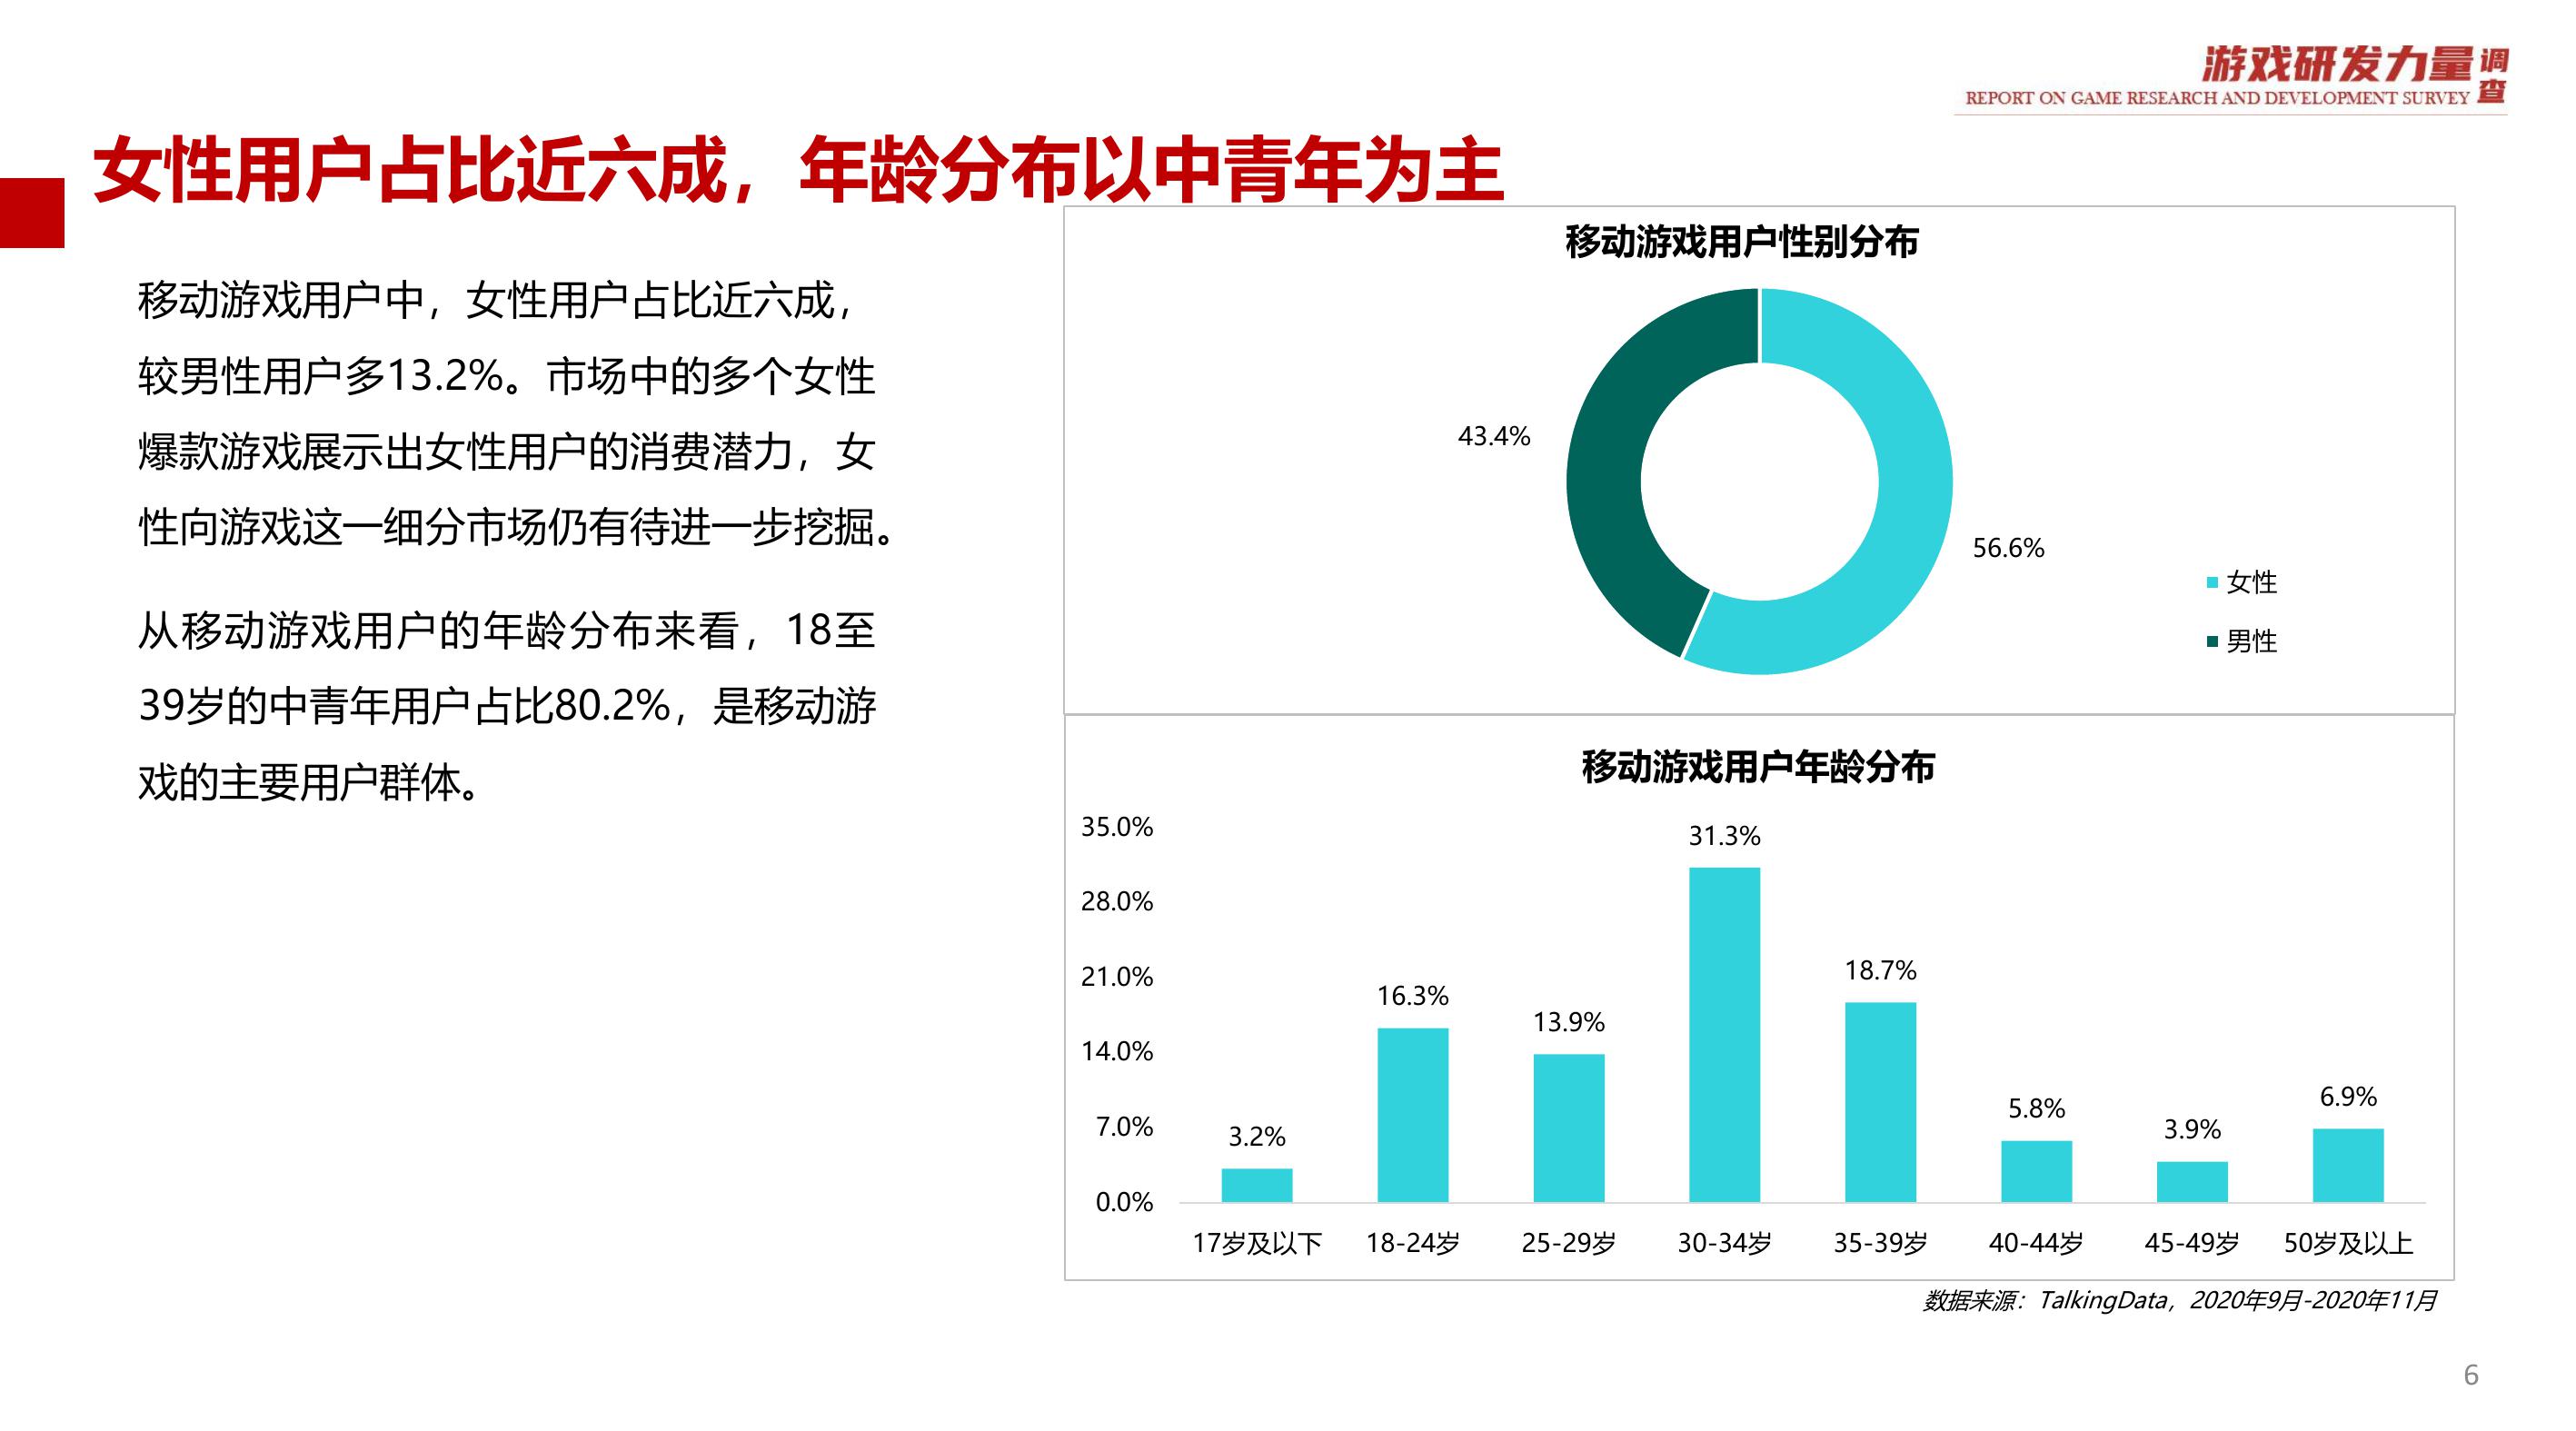 游戏研发力量调查
REPORT ON GAME RESEARCH AND DEVELOPMENT SURVEY
女性用户占比近六成，年龄分布以中青年为主
移动游戏用户中，女性用户占比近六成，
较男性用户多13.2%。市场中的多个女性
爆款游戏展示出女性用户的消费潜力，女
性向游戏这一细分市场仍有待进一步挖掘。
从移动游戏用户的年龄分布来看，18至
39岁的中青年用户占比80.2%，是移动游
戏的主要用户群体。
移动游戏用户性别分布
43.4%
56.6%
女性
男性
移动游戏用户年龄分布
35.0%
28.0%
21.0%
14.0%
7.0%
0.0%
3.2%
16.3%
13.9%
31.3%
18.7%
5.8%
3.9%
6.9%
17岁及以下
18-24岁
25-29岁
30-34岁
35-39岁
40-44岁
45-49岁
50岁及以上
数据来源：TalkingData，2020年9月-2020年11月
6